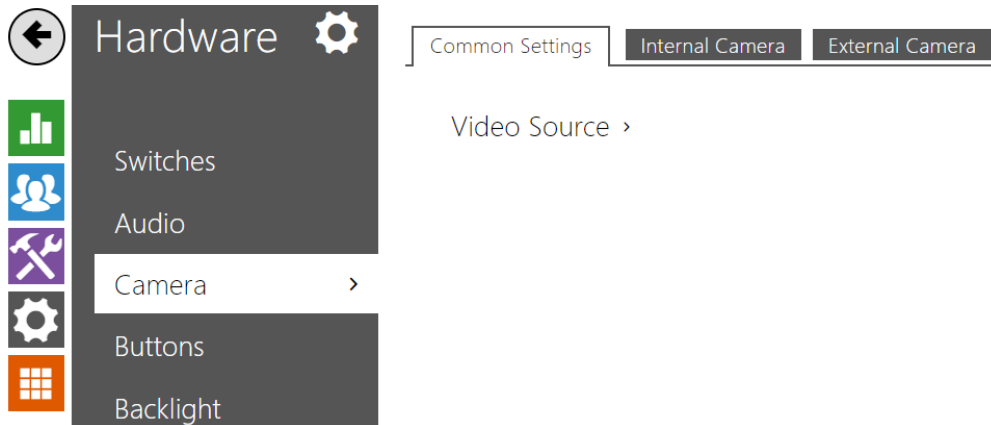 Hardware
Common Settings
Internal Camera
External Camera
Video Source
Switches
Audio
Camera
Buttons
Backlight